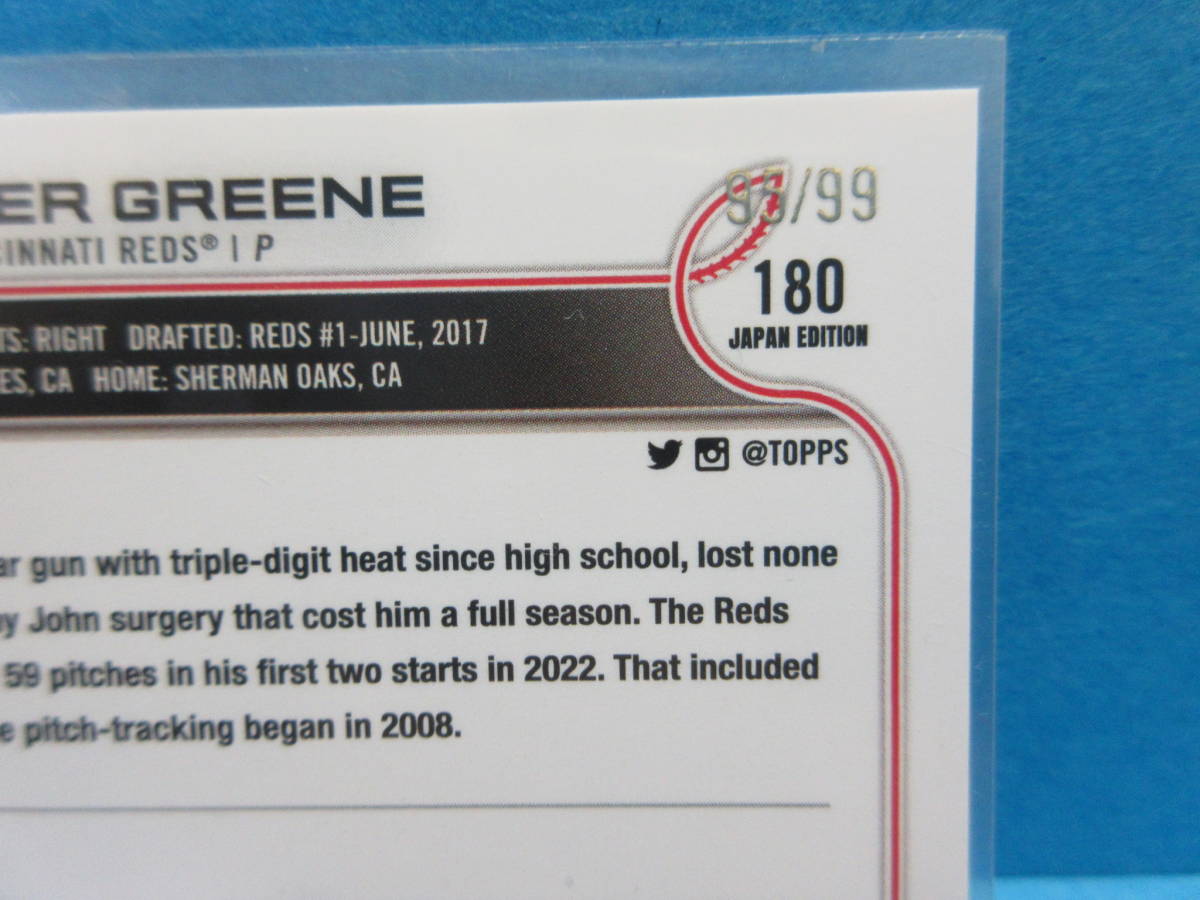 ER GREENE
CINNATI REDS® | P
/99
180
JAPAN EDITION
TS: RIGHT DRAFTED: REDS #1-JUNE, 2017
ES, CA HOME: SHERMAN OAKS, CA
@TOPPS
ar gun with triple-digit heat since high school, lost none
y John surgery that cost him a full season. The Reds
59 pitches in his first two starts in 2022. That included
e pitch-tracking began in 2008.